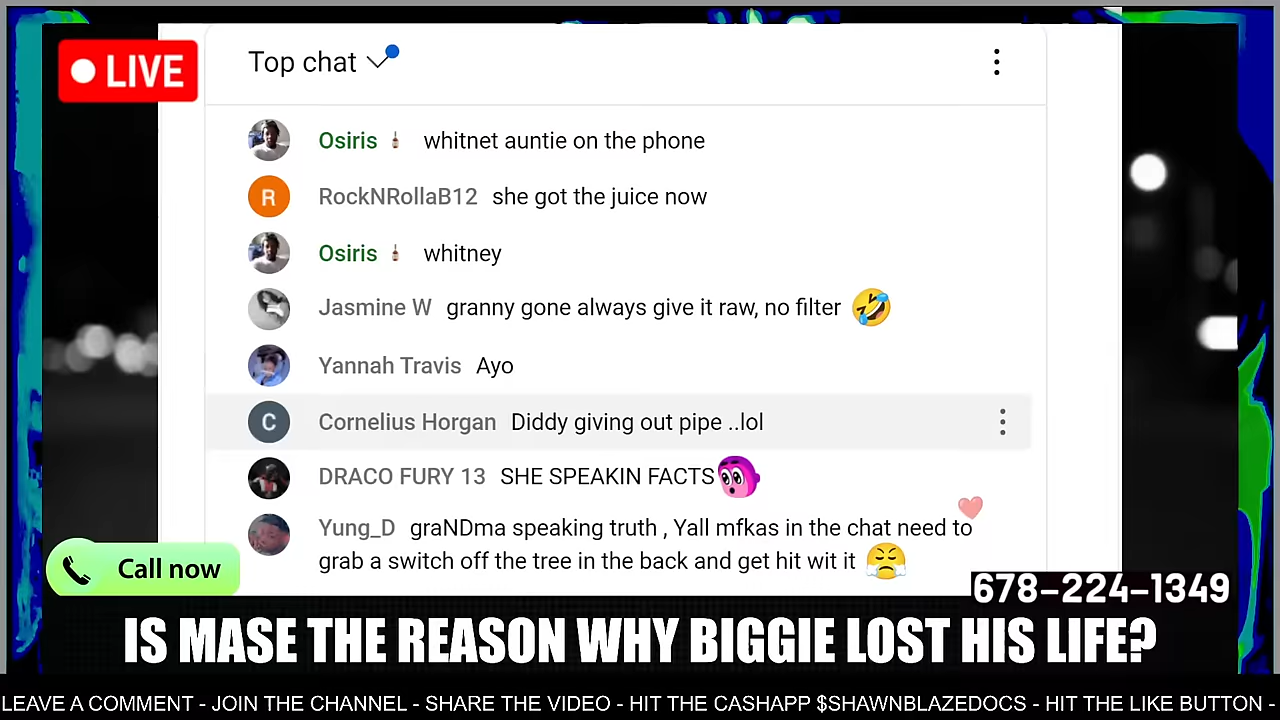 LIVE
Top chat
Osiris whitnet auntie on the phone
R
RockNRollaB12 she got the juice now
Osiris whitney
Jasmine W granny gone always give it raw, no filter
Yannah Travis Ayo
C
Cornelius Horgan Diddy giving out pipe ..lol
DRACO FURY 13 SHE SPEAKIN FACTS
Yung_D graNDma speaking truth , Yall mfkas in the chat need to
grab a switch off the tree in the back and get hit wit it
Call now
678-224-1349
IS MASE THE REASON WHY BIGGIE LOST HIS LIFE?
LEAVE A COMMENT - JOIN THE CHANNEL - SHARE THE VIDEO - HIT THE CASHAPP $SHAWNBLAZEDOCS - HIT THE LIKE BUTTON -